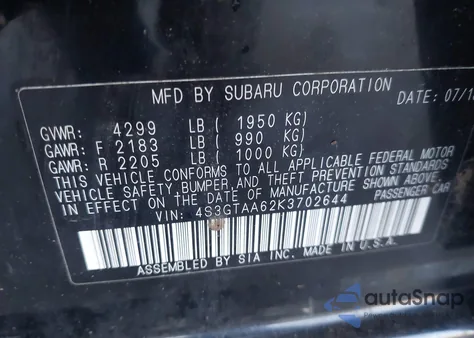 MFD BY SUBARU CORPORATION
DATE: 07/1
GVWR: 4299 LB ( 1950 KG)
GAWR: F 2183 LB ( 990 KG)
GAWR: R 2205 LB ( 1000 KG)
THIS VEHICLE CONFORMS TO ALL APPLICABLE FEDERAL MOTOR
VEHICLE SAFETY, BUMPER, AND THEFT PREVENTION STANDARDS
IN EFFECT ON THE DATE OF MANUFACTURE SHOWN ABOVE.
VIN: 4S3GTAA62K3702644 PASSENGER CAR
ASSEMBLED BY SIA INC. MADE IN U.S.A.
autoSnap